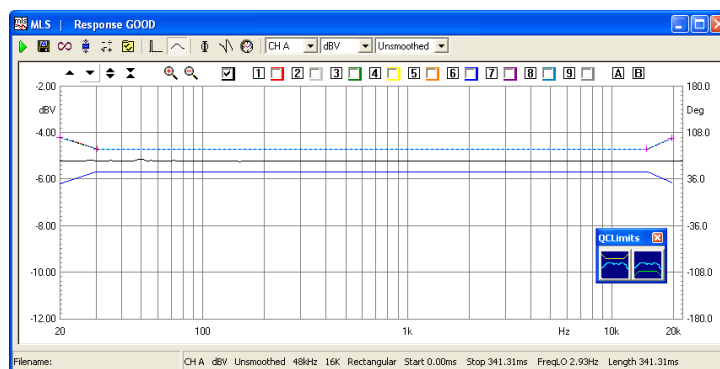 MLS | Response GOOD
CH A dBV Unsmoothed
1 2 3 4 5 6 7 8 9 A B
-2.00 180.0
dBV Deg
-4.00 108.0
-6.00 36.0
-8.00 -36.0
QCLimits
-10.00 -108.0
-12.00 -180.0
20 100 1k Hz 10k 20k
Filename: CH A dBV Unsmoothed 48kHz 16K Rectangular Start 0.00ms Stop 341.31ms FreqLO 2.93Hz Length 341.31ms